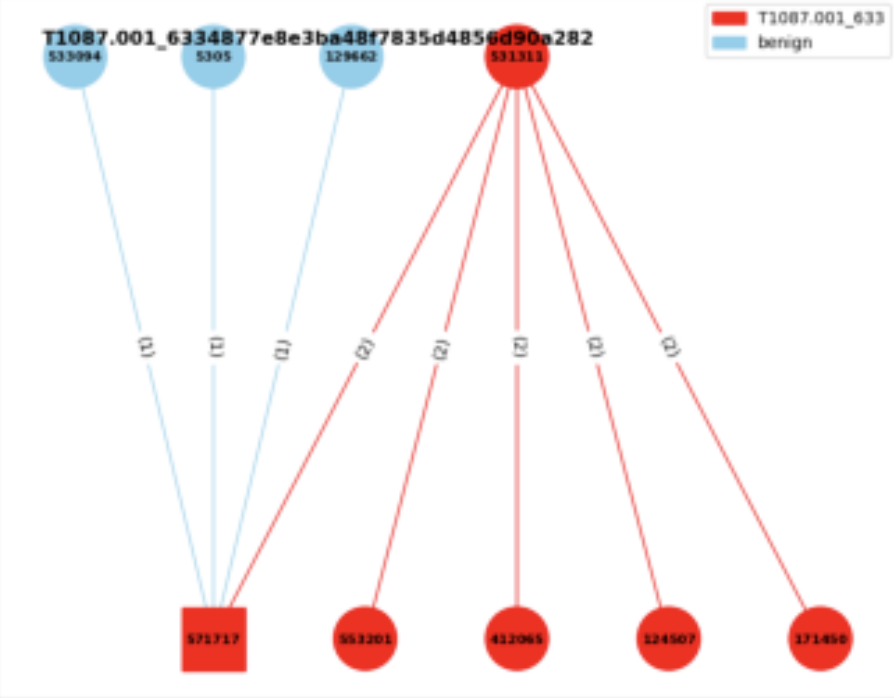 T1087.001_6334877e8e3ba48f7835d4856d90a282
T1087.001_633
benign
533094 5305 129662 531311
(1) (1) (1) (2) (2) (2) (2) (2)
571717 553201 412065 124507 171450